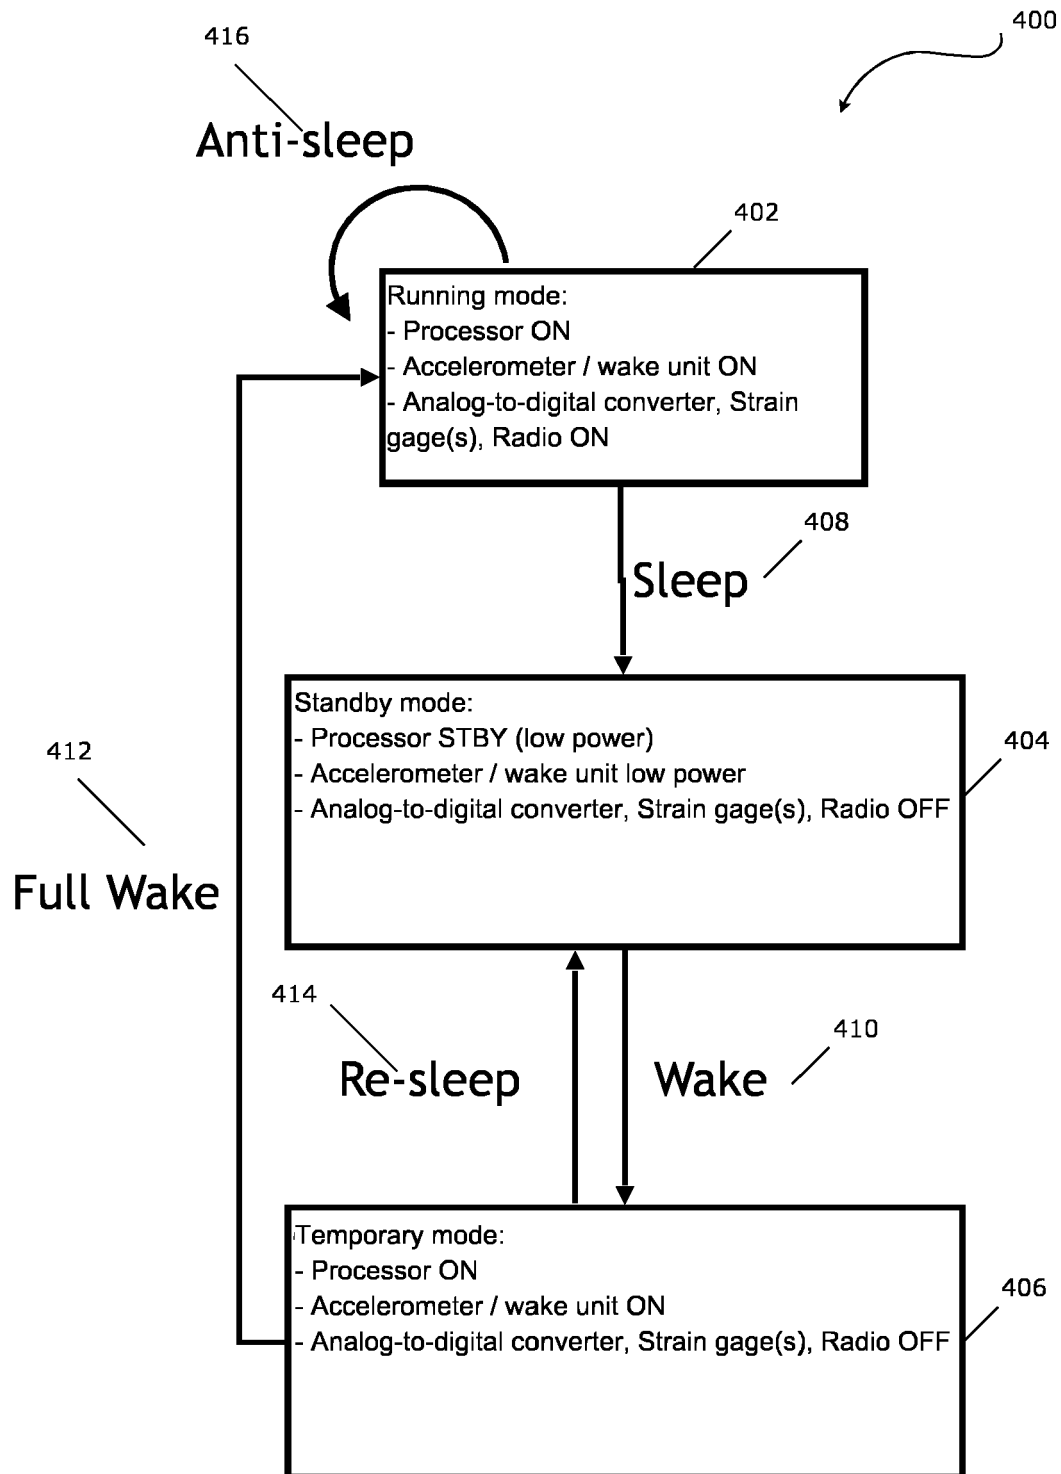 416
400
Anti-sleep
402
Running mode:
- Processor ON
- Accelerometer / wake unit ON
- Analog-to-digital converter, Strain
gage(s), Radio ON
408
Sleep
Standby mode:
- Processor STBY (low power)
- Accelerometer / wake unit low power
- Analog-to-digital converter, Strain gage(s), Radio OFF
404
412
Full Wake
414
410
Re-sleep
Wake
Temporary mode:
- Processor ON
- Accelerometer / wake unit ON
- Analog-to-digital converter, Strain gage(s), Radio OFF
406